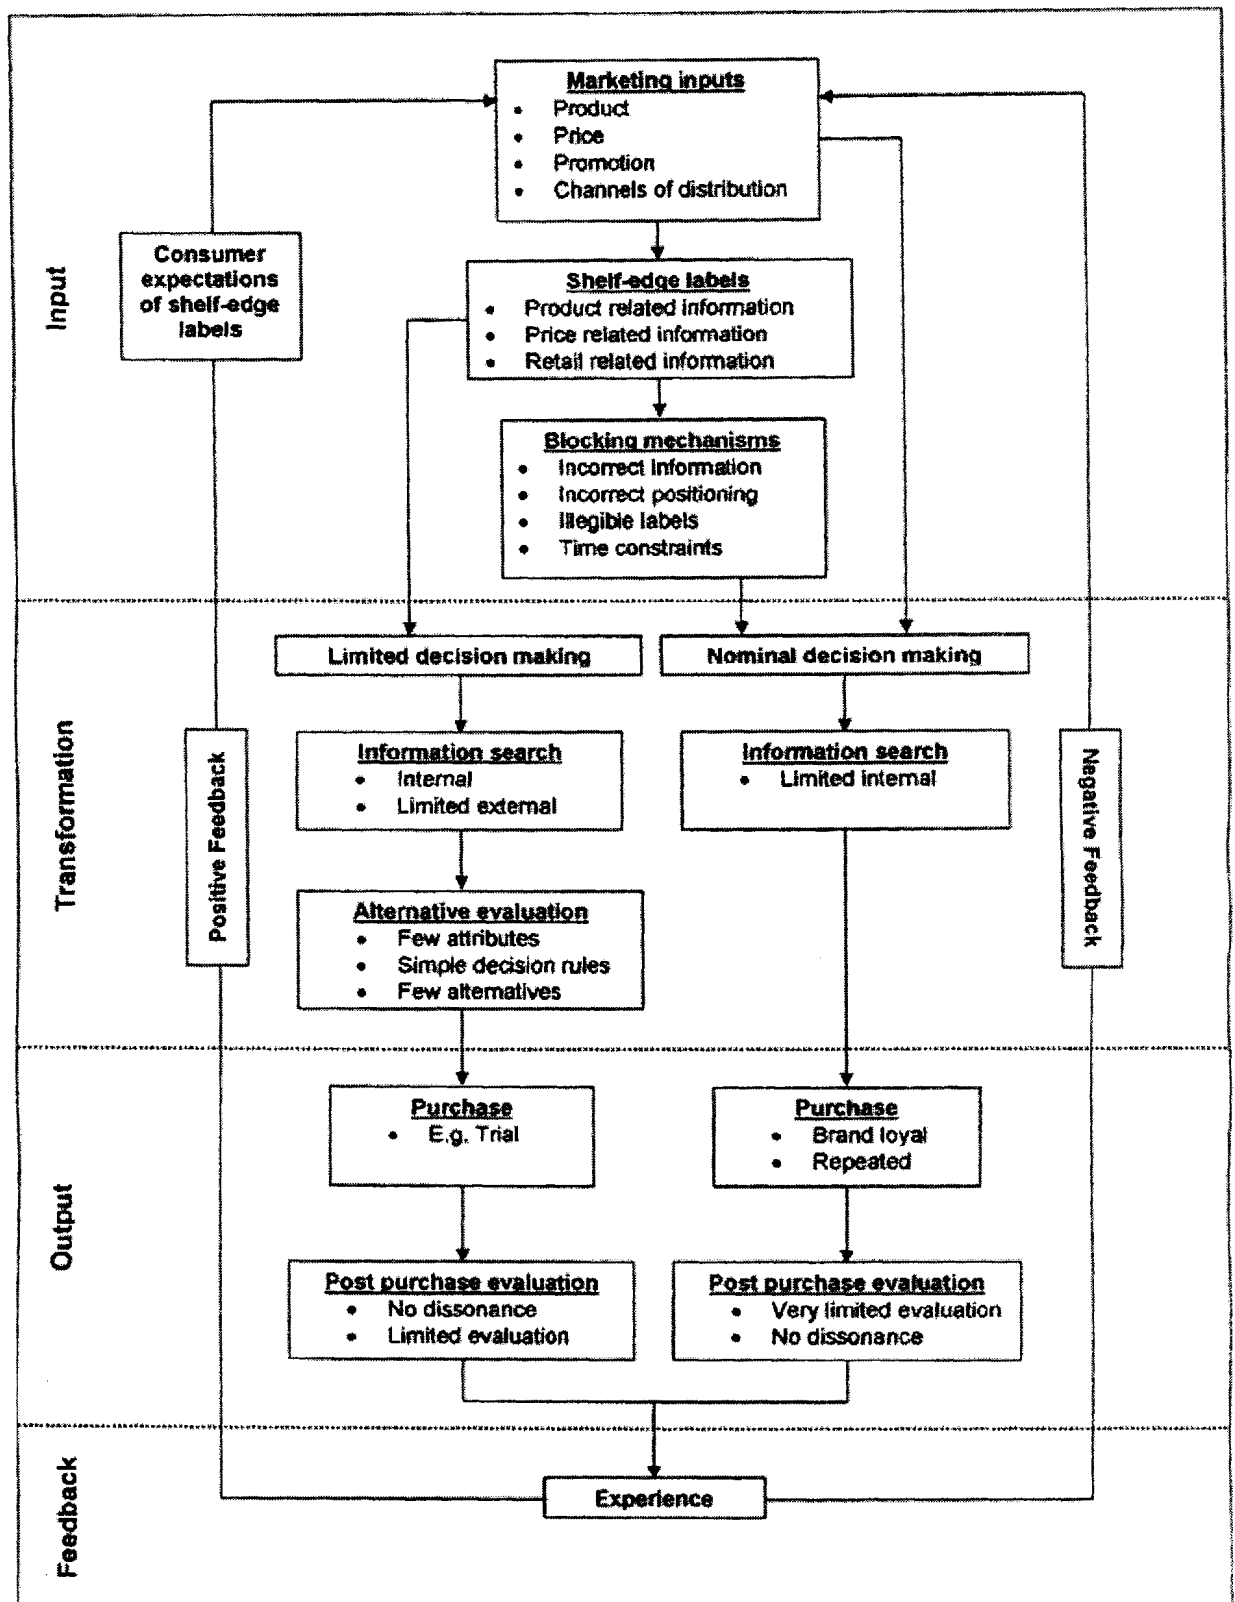 Marketing inputs
Product
Price
Promotion
Channels of distribution
Consumer
expectations
of shelf-edge
labels
Input
Shelf-edge labels
Product related information
Price related information
Retail related information
Blocking mechanisms
Incorrect information
Incorrect positioning
Illegible labels
Time constraints
Limited decision making
Nominal decision making
Transformation
Positive Feedback
Information search
Internal
Limited external
Information search
Limited internal
Nagative Feedback
Alternative evaluation
Few attributes
Simple decision rules
Few alternatives
Output
Purchase
E.g. Trial
Purchase
Brand loyal
Repeated
Post purchase evaluation
No dissonance
Limited evaluation
Post purchase evaluation
Very limited evaluation
No dissonance
Feedback
Experience